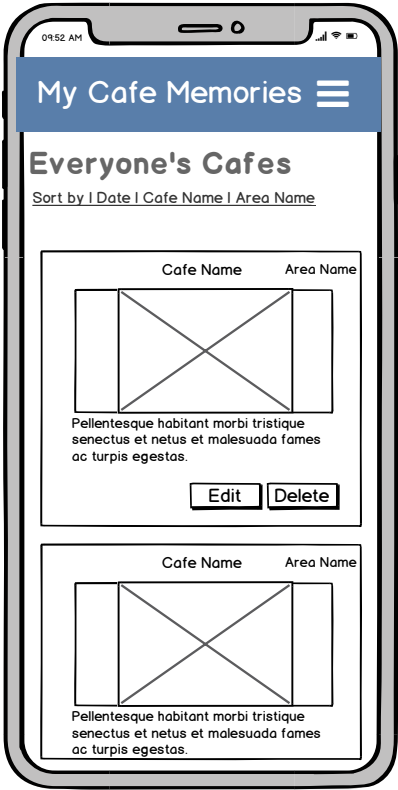 09:52 AM
My Cafe Memories
Everyone's Cafes
Sort by | Date | Cafe Name | Area Name
Cafe Name Area Name
Pellentesque habitant morbi tristique
senectus et netus et malesuada fames
ac turpis egestas.
Edit Delete
Cafe Name Area Name
Pellentesque habitant morbi tristique
senectus et netus et malesuada fames
ac turpis egestas.